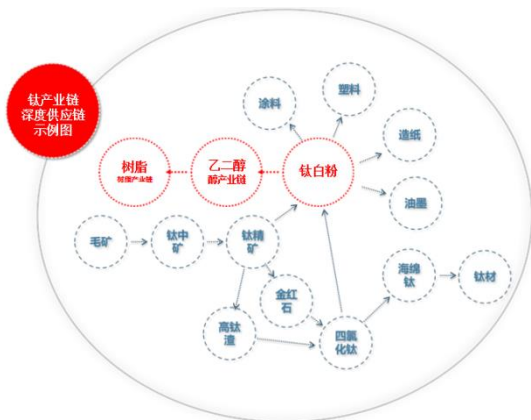 钛产业链
深度供应链
示例图
涂料
塑料
造纸
油墨
钛白粉
乙二醇
醇产业链
树脂
树脂产业链
毛矿
钛中
矿
钛精
矿
金红
石
高钛
渣
四氯
化钛
海绵
钛
钛材